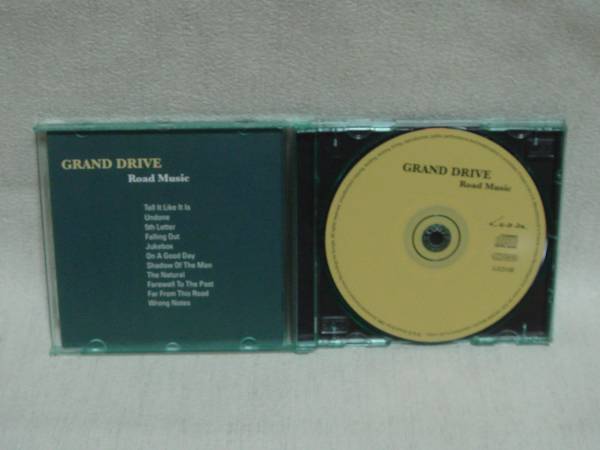 GRAND DRIVE
Road Music
Tell It Like It Is
Undone
5th Letter
Falling Out
Jukebox
On A Good Day
Shadow Of The Man
The Natural
Farewell To The Past
Far From This Road
Wrong Notes
GRAND DRIVE
Road Music